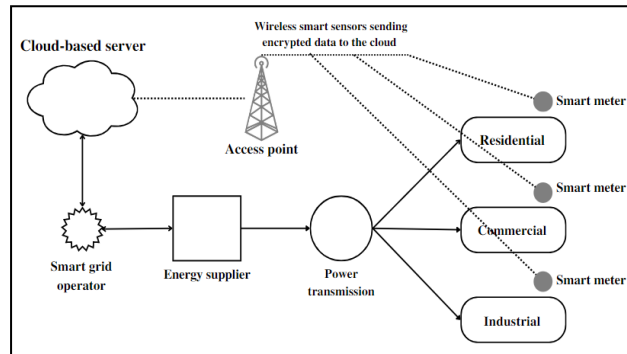 Wireless smart sensors sending
encrypted data to the cloud
Cloud-based server
Smart meter
Access point
Residential
Smart meter
Commercial
Smart grid
operator
Energy supplier
Power
transmission
Smart meter
Industrial